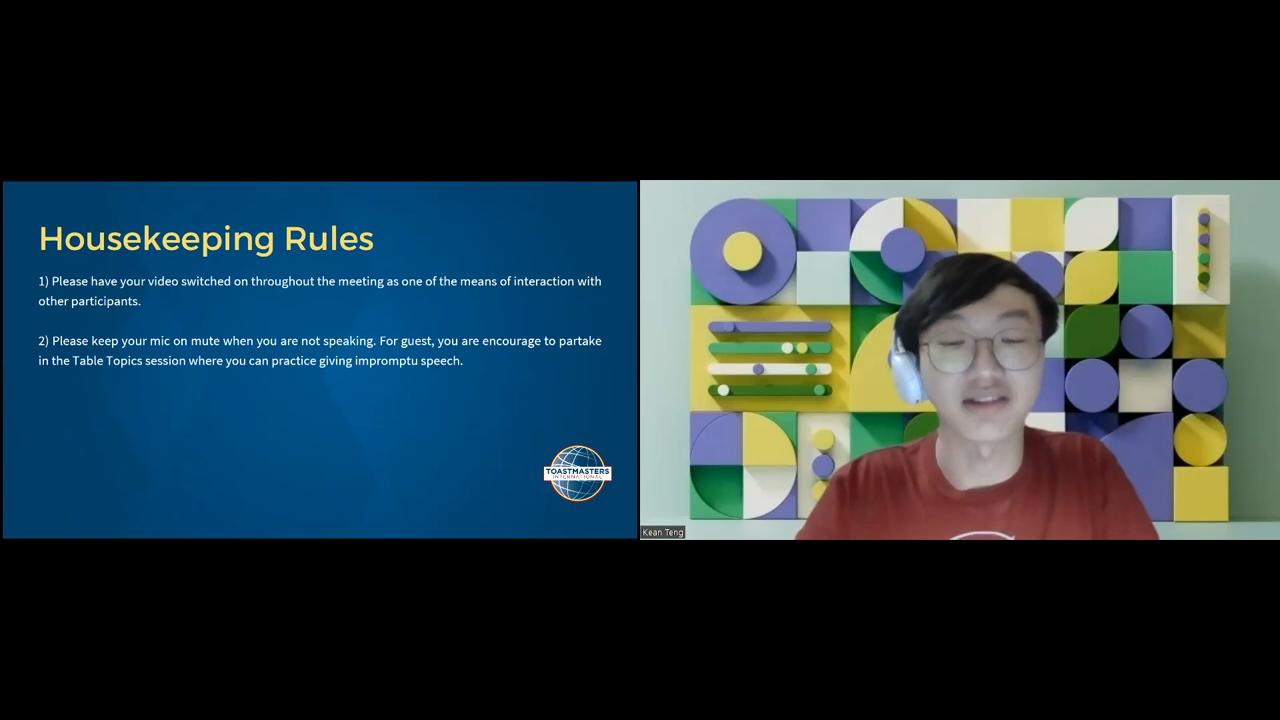 Housekeeping Rules
1) Please have your video switched on throughout the meeting as one of the means of interaction with
other participants.
2) Please keep your mic on mute when you are not speaking. For guest, you are encourage to partake
in the Table Topics session where you can practice giving impromptu speech.
TOASTMASTERS
INTERNATIONAL
Kean Teng